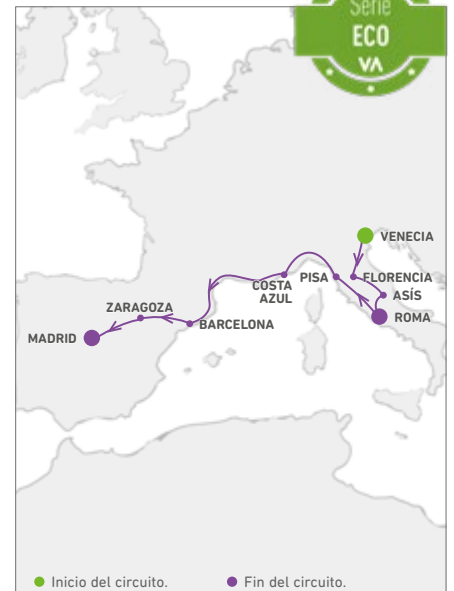 Serie
ECO
VA
VENECIA
PISA
FLORENCIA
COSTA
AZUL
ASÍS
ROMA
ZARAGOZA
BARCELONA
MADRID
Inicio del circuito.
Fin del circuito.